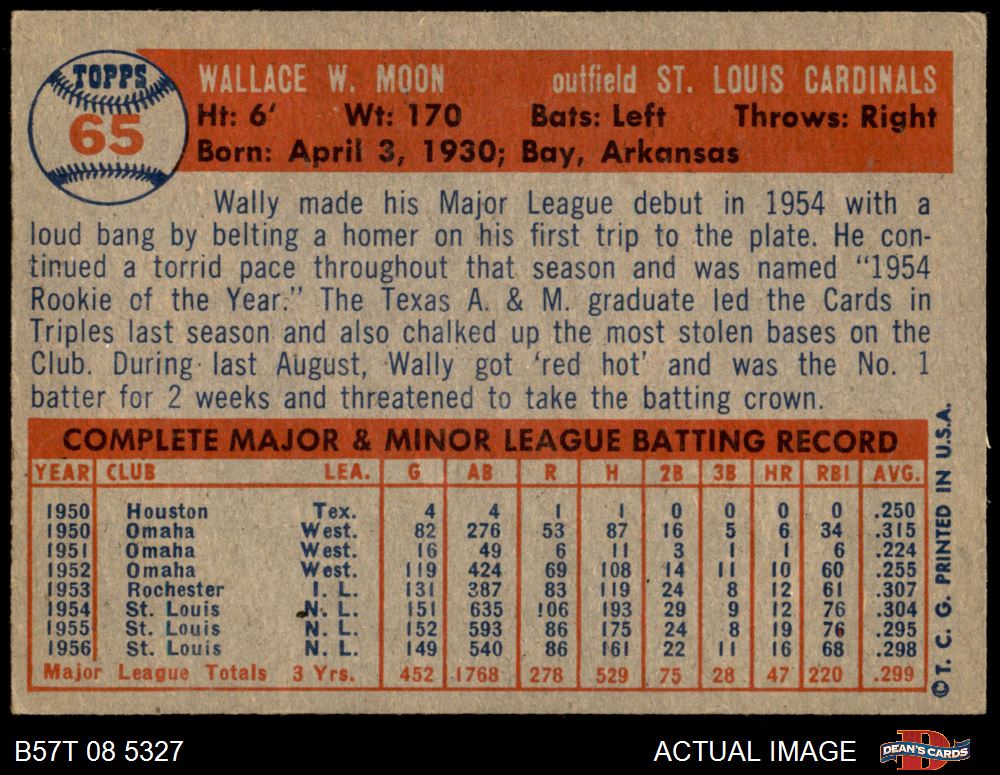 TOPPS
65
WALLACE W. MOON outfield ST. LOUIS CARDINALS
Ht: 6' Wt: 170 Bats: Left Throws: Right
Born: April 3, 1930; Bay, Arkansas
Wally made his Major League debut in 1954 with a
loud bang by belting a homer on his first trip to the plate. He con-
tinued a torrid pace throughout that season and was named "1954
Rookie of the Year." The Texas A. & M. graduate led the Cards in
Triples last season and also chalked up the most stolen bases on the
Club. During last August, Wally got 'red hot' and was the No. 1
batter for 2 weeks and threatened to take the batting crown.
COMPLETE MAJOR & MINOR LEAGUE BATTING RECORD
YEAR CLUB LEA. G AB R H 2B 3B HR RBI AVG.
1950 Houston Tex. 4 4 1 1 0 0 0 0 .250
1950 Omaha West. 82 276 53 87 16 5 6 34 .315
1951 Omaha West. 16 49 6 11 3 1 1 6 .224
1952 Omaha West. 119 424 69 108 14 11 10 60 .255
1953 Rochester I. L. 131 387 83 119 24 8 12 61 .307
1954 St. Louis N. L. 151 635 106 193 29 9 12 76 .304
1955 St. Louis N. L. 152 593 86 175 24 8 19 76 .295
1956 St. Louis N. L. 149 540 86 161 22 11 16 68 .298
Major League Totals 3 Yrs. 452 1768 278 529 75 28 47 220 .299
© T. C. G. PRINTED IN U.S.A.
B57T 08 5327 ACTUAL IMAGE
D
DEAN'S CARDS